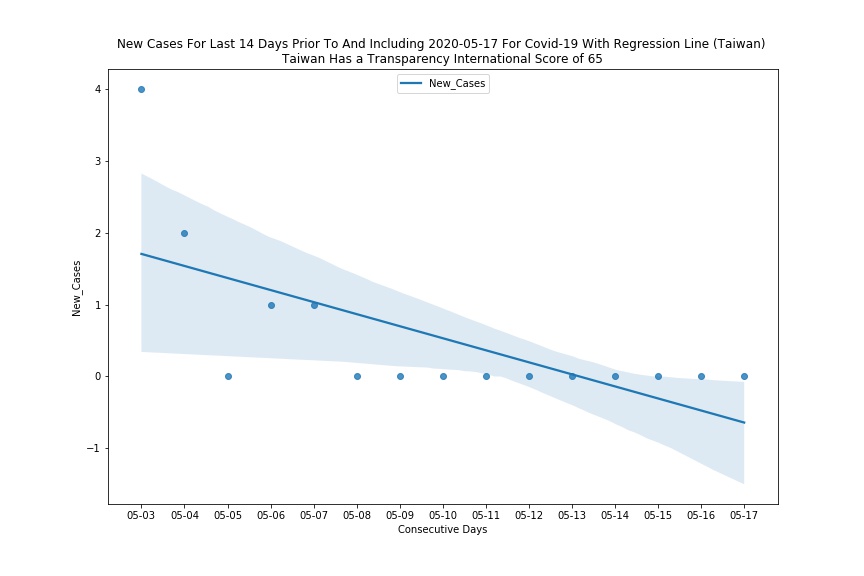 New Cases For Last 14 Days Prior To And Including 2020-05-17 For Covid-19 With Regression Line (Taiwan)
Taiwan Has a Transparency International Score of 65
New_Cases
4
3
2
1
0
−1
New_Cases
05-03 05-04 05-05 05-06 05-07 05-08 05-09 05-10 05-11 05-12 05-13 05-14 05-15 05-16 05-17
Consecutive Days